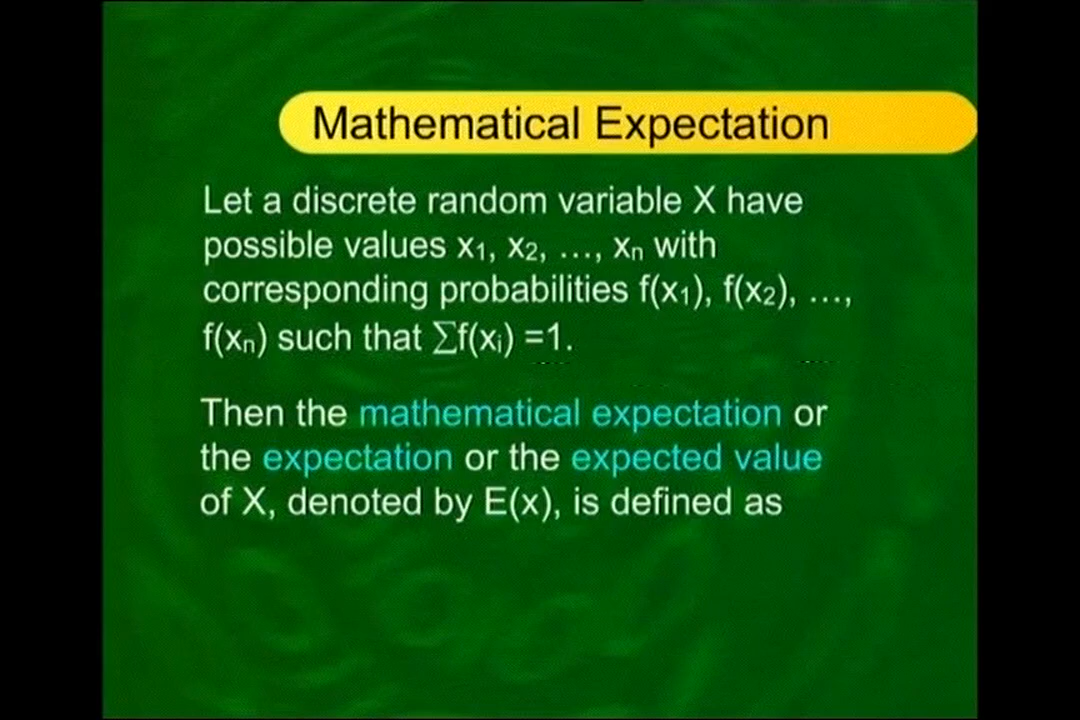 Mathematical Expectation
Let a discrete random variable X have
possible values x₁, x₂, ..., xₙ with
corresponding probabilities f(x₁), f(x₂), ...,
f(xₙ) such that ∑f(xᵢ) =1.
Then the mathematical expectation or
the expectation or the expected value
of X, denoted by E(x), is defined as